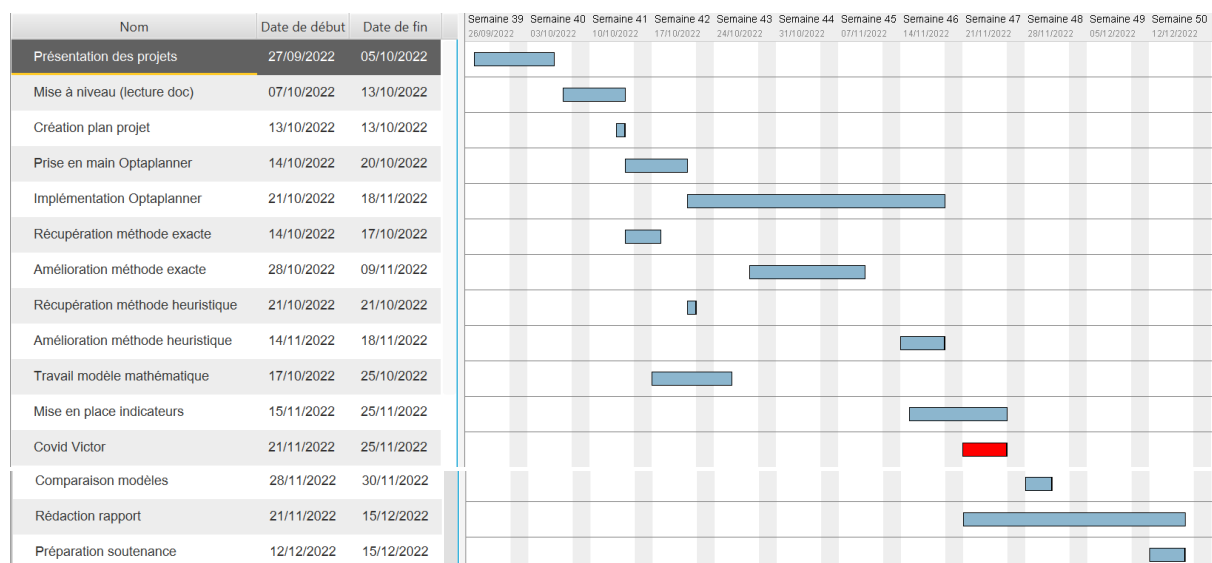 Nom Date de début Date de fin Semaine 39 Semaine 40 Semaine 41 Semaine 42 Semaine 43 Semaine 44 Semaine 45 Semaine 46 Semaine 47 Semaine 48 Semaine 49 Semaine 50
26/09/2022 03/10/2022 10/10/2022 17/10/2022 24/10/2022 31/10/2022 07/11/2022 14/11/2022 21/11/2022 28/11/2022 05/12/2022 12/12/2022
Présentation des projets 27/09/2022 05/10/2022
Mise à niveau (lecture doc) 07/10/2022 13/10/2022
Création plan projet 13/10/2022 13/10/2022
Prise en main Optaplanner 14/10/2022 20/10/2022
Implémentation Optaplanner 21/10/2022 18/11/2022
Récupération méthode exacte 14/10/2022 17/10/2022
Amélioration méthode exacte 28/10/2022 09/11/2022
Récupération méthode heuristique 21/10/2022 21/10/2022
Amélioration méthode heuristique 14/11/2022 18/11/2022
Travail modèle mathématique 17/10/2022 25/10/2022
Mise en place indicateurs 15/11/2022 25/11/2022
Covid Victor 21/11/2022 25/11/2022
Comparaison modèles 28/11/2022 30/11/2022
Rédaction rapport 21/11/2022 15/12/2022
Préparation soutenance 12/12/2022 15/12/2022